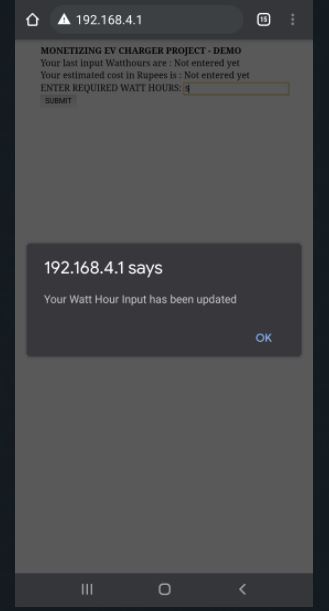 192.168.4.1
15
MONETIZING EV CHARGER PROJECT - DEMO
Your last input Watthours are : Not entered yet
Your estimated cost in Rupees is : Not entered yet
ENTER REQUIRED WATT HOURS: 5
SUBMIT
192.168.4.1 says
Your Watt Hour Input has been updated
OK